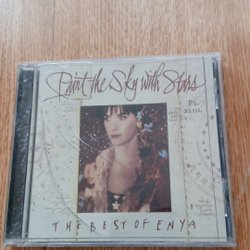 Paint the Sky with Stars
THE BEST OF ENYA